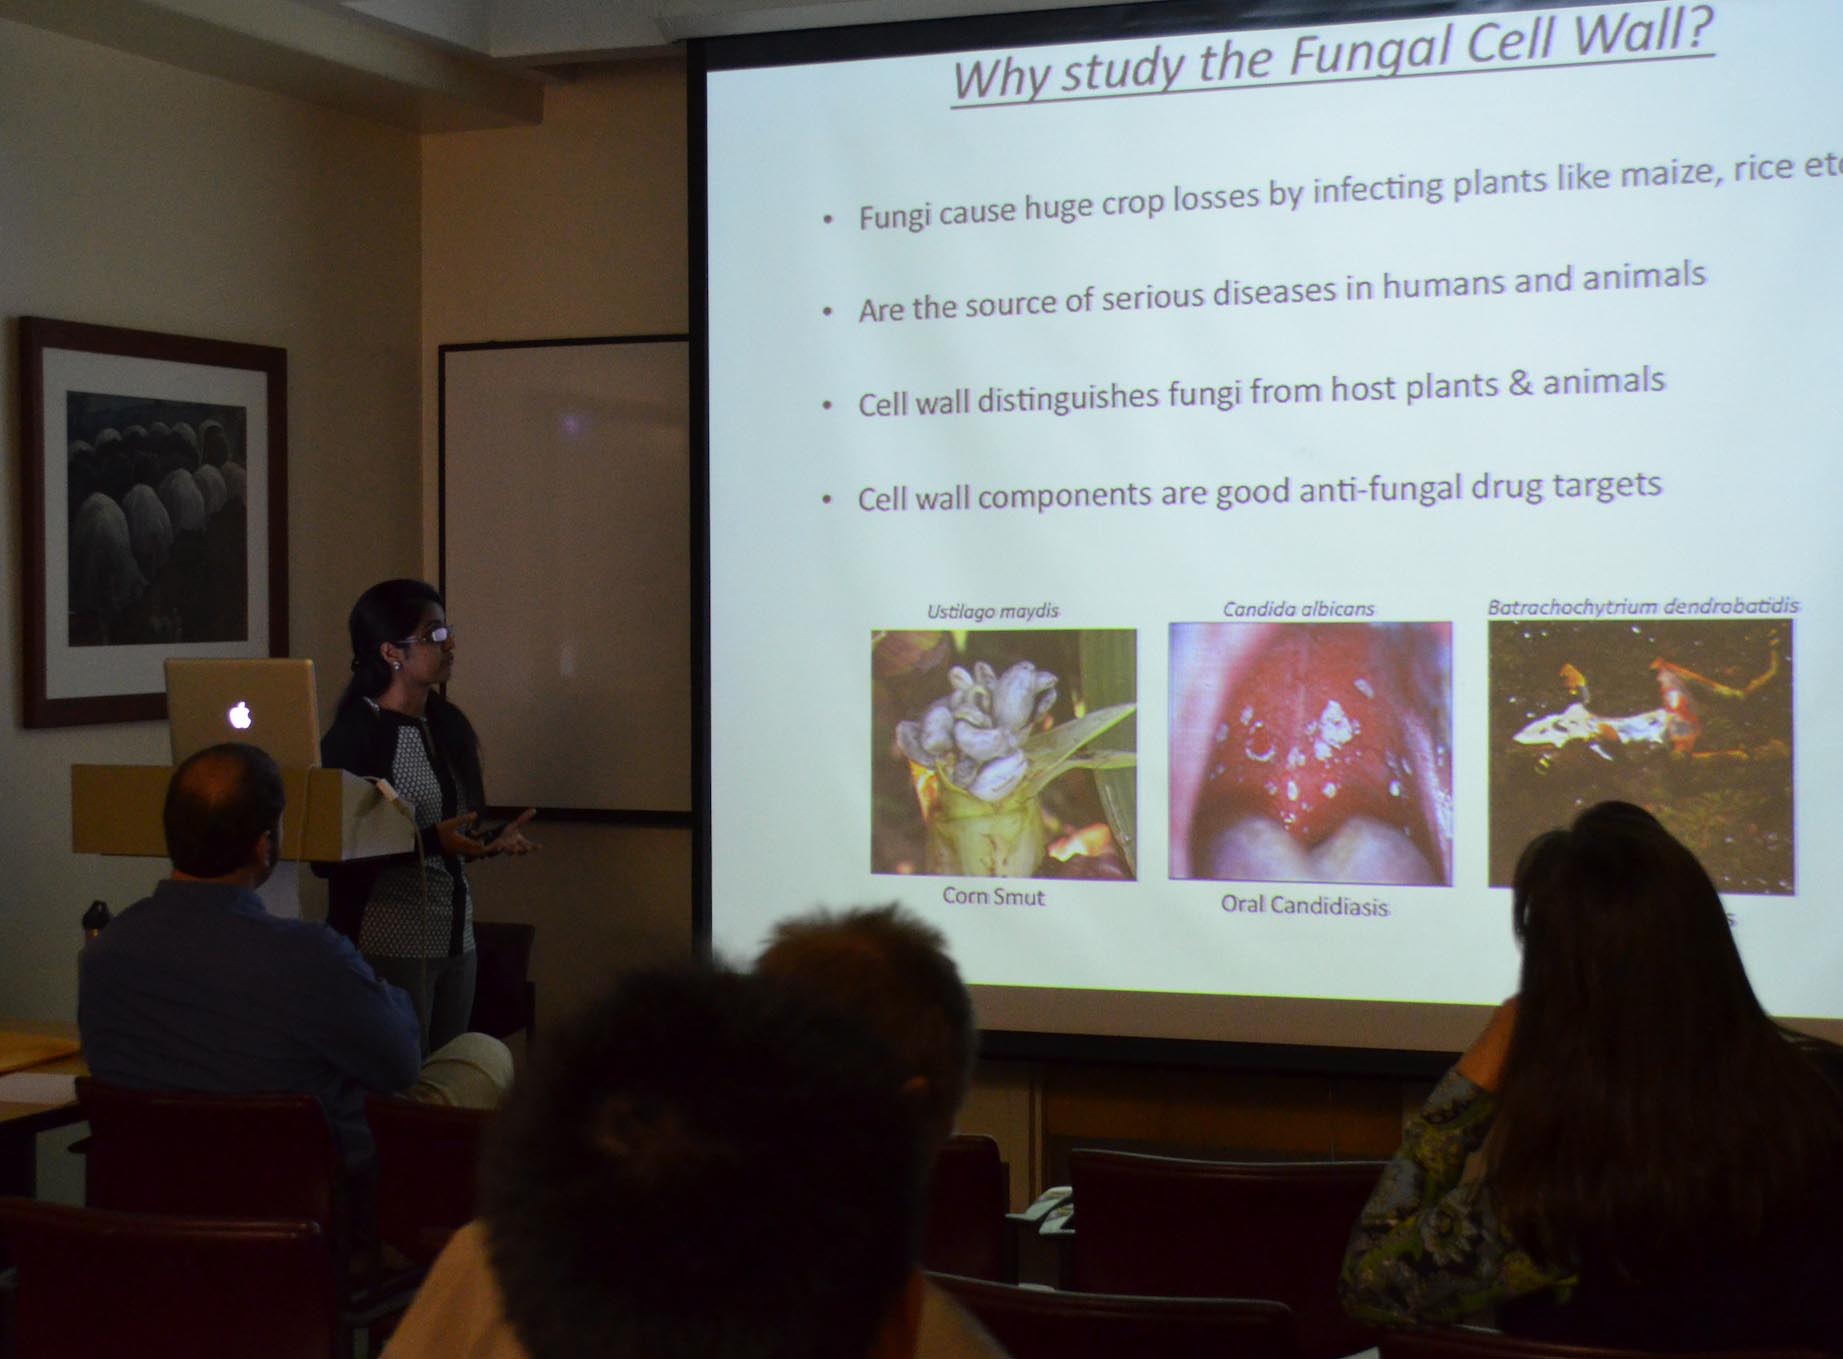 Why study the Fungal Cell Wall?
• Fungi cause huge crop losses by infecting plants like maize, rice etc
• Are the source of serious diseases in humans and animals
• Cell wall distinguishes fungi from host plants & animals
• Cell wall components are good anti-fungal drug targets
Ustilago maydis
Candida albicans
Batrachochytrium dendrobatidis
Corn Smut
Oral Candidiasis